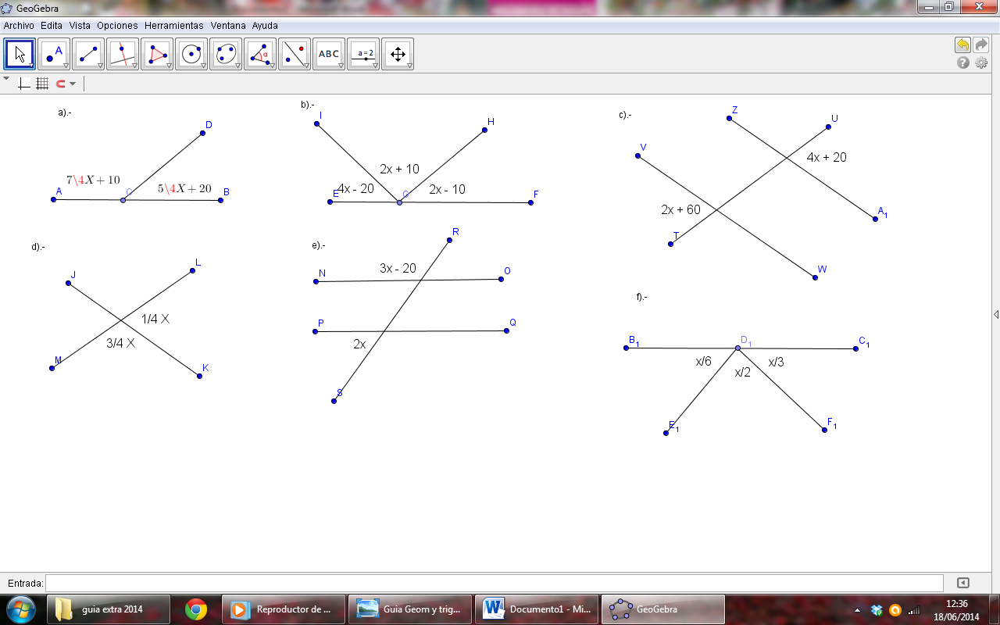 GeoGebra
Archivo Edita Vista Opciones Herramientas Ventana Ayuda
A
α
ABC
a = 2
a).-
D
7\4X + 10
5\4X + 20
A
C
B
b).-
I
H
2x + 10
E
4x - 20
G
2x - 10
F
c).-
Z
U
V
4x + 20
2x + 60
A1
T
W
d).-
L
J
1/4 X
3/4 X
M
K
e).-
R
N
3x - 20
O
P
Q
2x
S
f).-
B1
D1
C1
x/6
x/2
x/3
E1
F1
Entrada:
guia extra 2014
Reproductor de ...
Guia Geom y trig...
Documento1 - Mi...
GeoGebra
12:36
18/06/2014